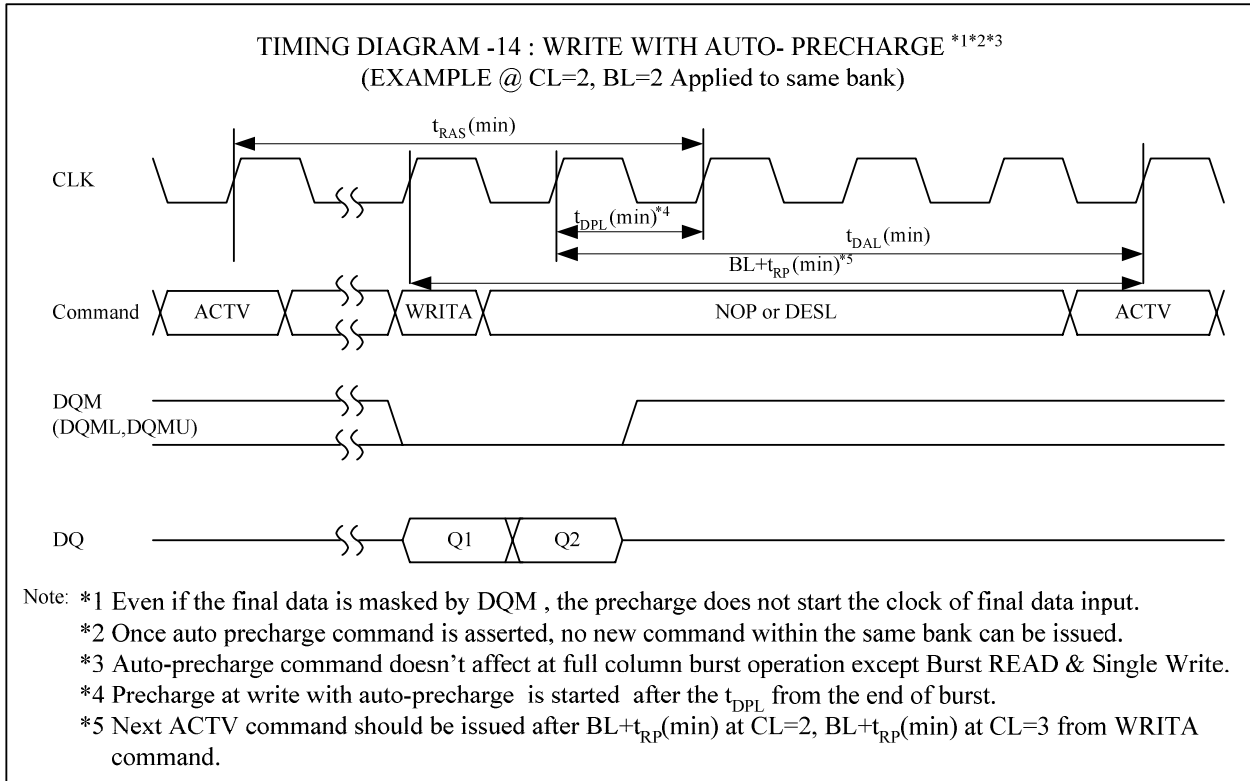 TIMING DIAGRAM -14 : WRITE WITH AUTO- PRECHARGE *1*2*3
(EXAMPLE @ CL=2, BL=2 Applied to same bank)
tRAS(min)
CLK
tDPL(min)*4
tDAL(min)
BL+tRP(min)*5
Command
ACTV
WRITA
NOP or DESL
ACTV
DQM
(DQML,DQMU)
DQ
Q1
Q2
Note: *1 Even if the final data is masked by DQM , the precharge does not start the clock of final data input.
*2 Once auto precharge command is asserted, no new command within the same bank can be issued.
*3 Auto-precharge command doesn't affect at full column burst operation except Burst READ & Single Write.
*4 Precharge at write with auto-precharge is started after the tDPL from the end of burst.
*5 Next ACTV command should be issued after BL+tRP(min) at CL=2, BL+tRP(min) at CL=3 from WRITA
command.